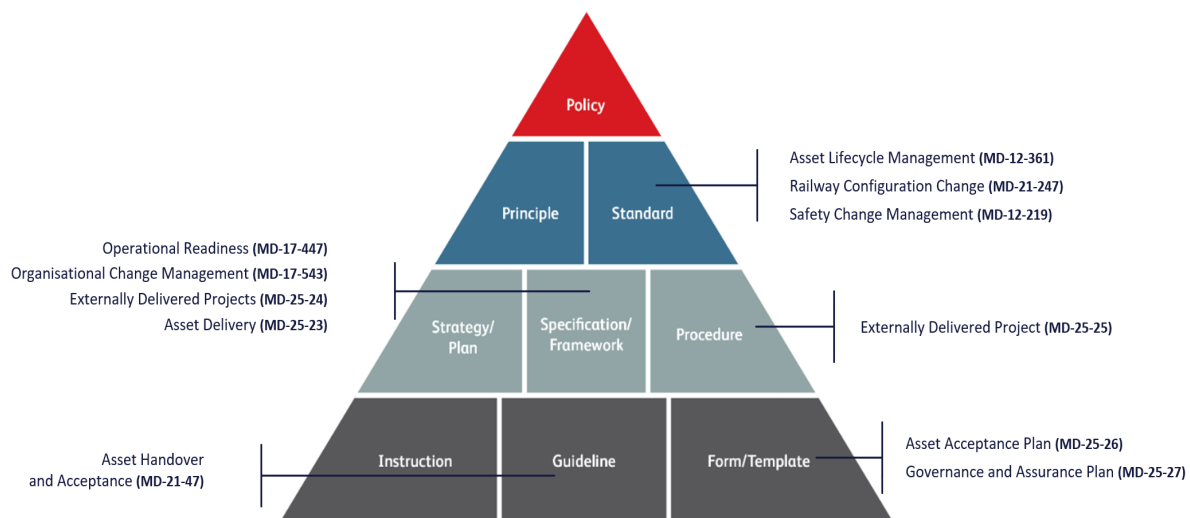 Policy
Principle
Standard
Asset Lifecycle Management (MD-12-361)
Railway Configuration Change (MD-21-247)
Safety Change Management (MD-12-219)
Operational Readiness (MD-17-447)
Organisational Change Management (MD-17-543)
Externally Delivered Projects (MD-25-24)
Asset Delivery (MD-25-23)
Strategy/
Plan
Specification/
Framework
Procedure
Externally Delivered Project (MD-25-25)
Asset Handover
and Acceptance (MD-21-47)
Instruction
Guideline
Form/Template
Asset Acceptance Plan (MD-25-26)
Governance and Assurance Plan (MD-25-27)